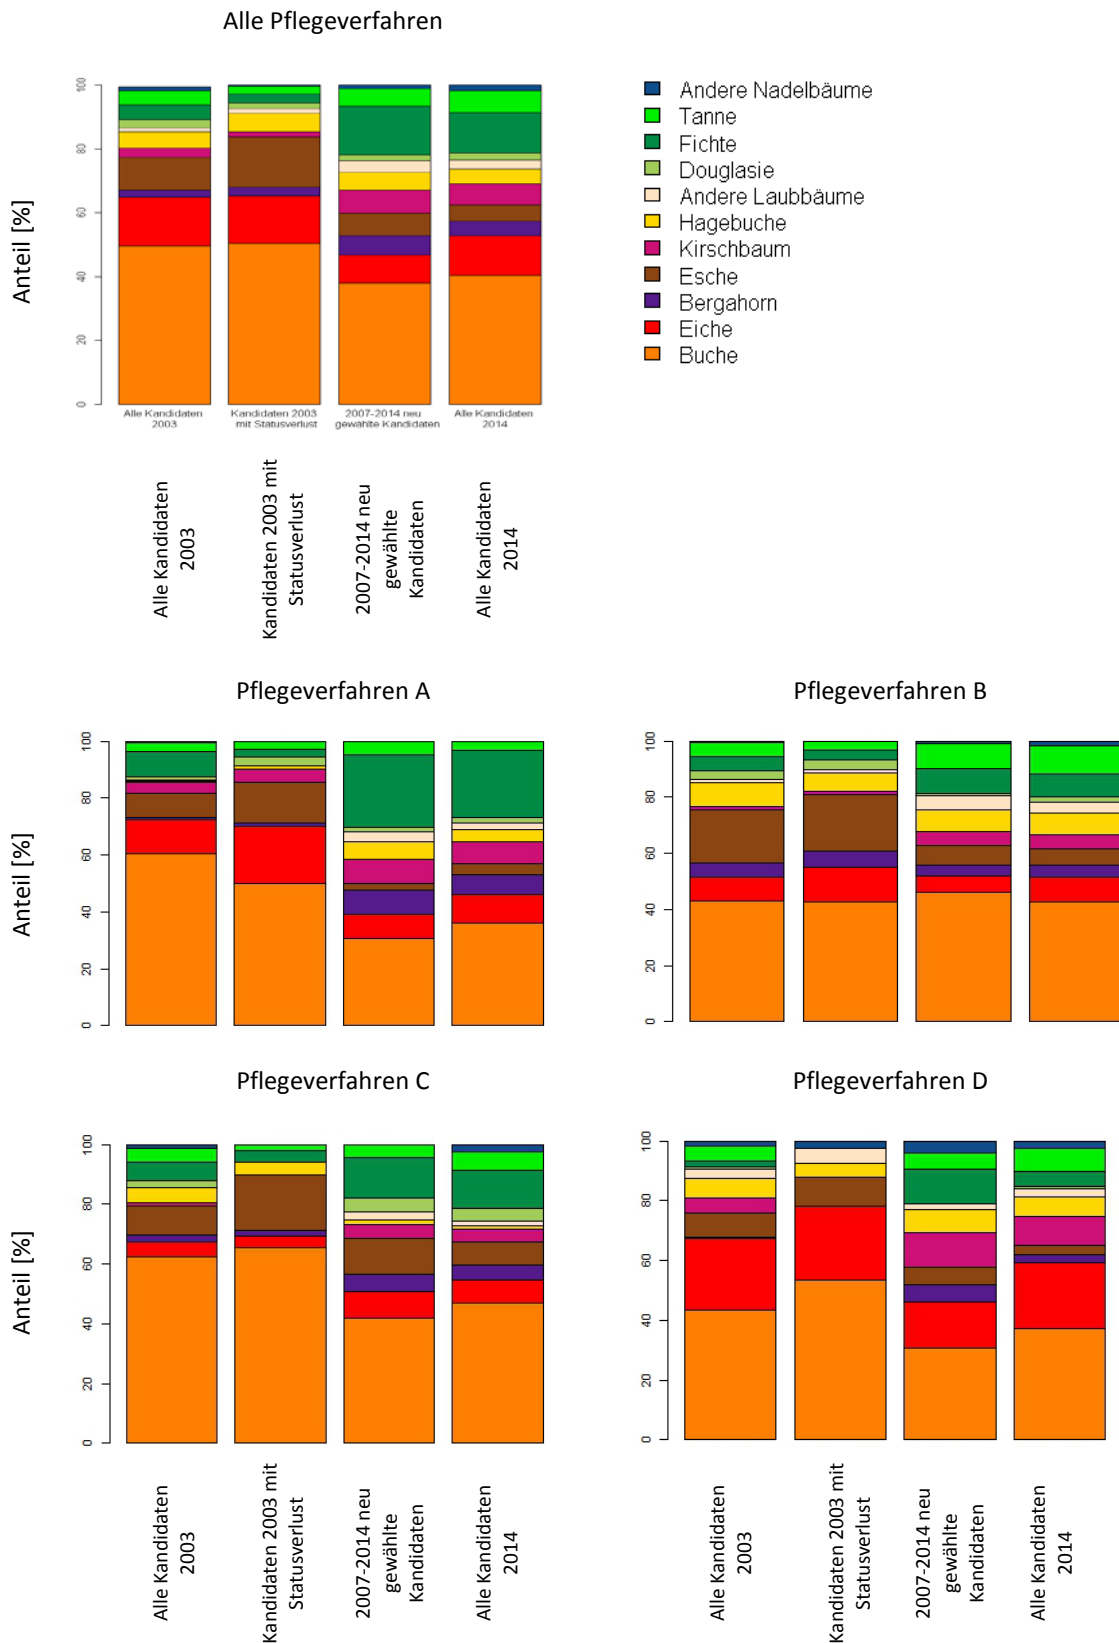 Alle Pflegeverfahren
Anteil [%]
100
80
60
40
20
0
Alle Kandidaten
2003
Kandidaten 2003
mit Statusverlust
2007-2014 neu
gewählte Kandidaten
Alle Kandidaten
2014
Andere Nadelbäume
Tanne
Fichte
Douglasie
Andere Laubbäume
Hagebuche
Kirschbaum
Esche
Bergahorn
Eiche
Buche
Alle Kandidaten
2003
Kandidaten 2003 mit
Statusverlust
2007-2014 neu
gewählte
Kandidaten
Alle Kandidaten
2014
Pflegeverfahren A
Anteil [%]
100
80
60
40
20
0
Pflegeverfahren B
100
80
60
40
20
0
Pflegeverfahren C
Anteil [%]
100
80
60
40
20
0
Alle Kandidaten
2003
Kandidaten 2003 mit
Statusverlust
2007-2014 neu
gewählte
Kandidaten
Alle Kandidaten
2014
Pflegeverfahren D
100
80
60
40
20
0
Alle Kandidaten
2003
Kandidaten 2003 mit
Statusverlust
2007-2014 neu
gewählte
Kandidaten
Alle Kandidaten
2014